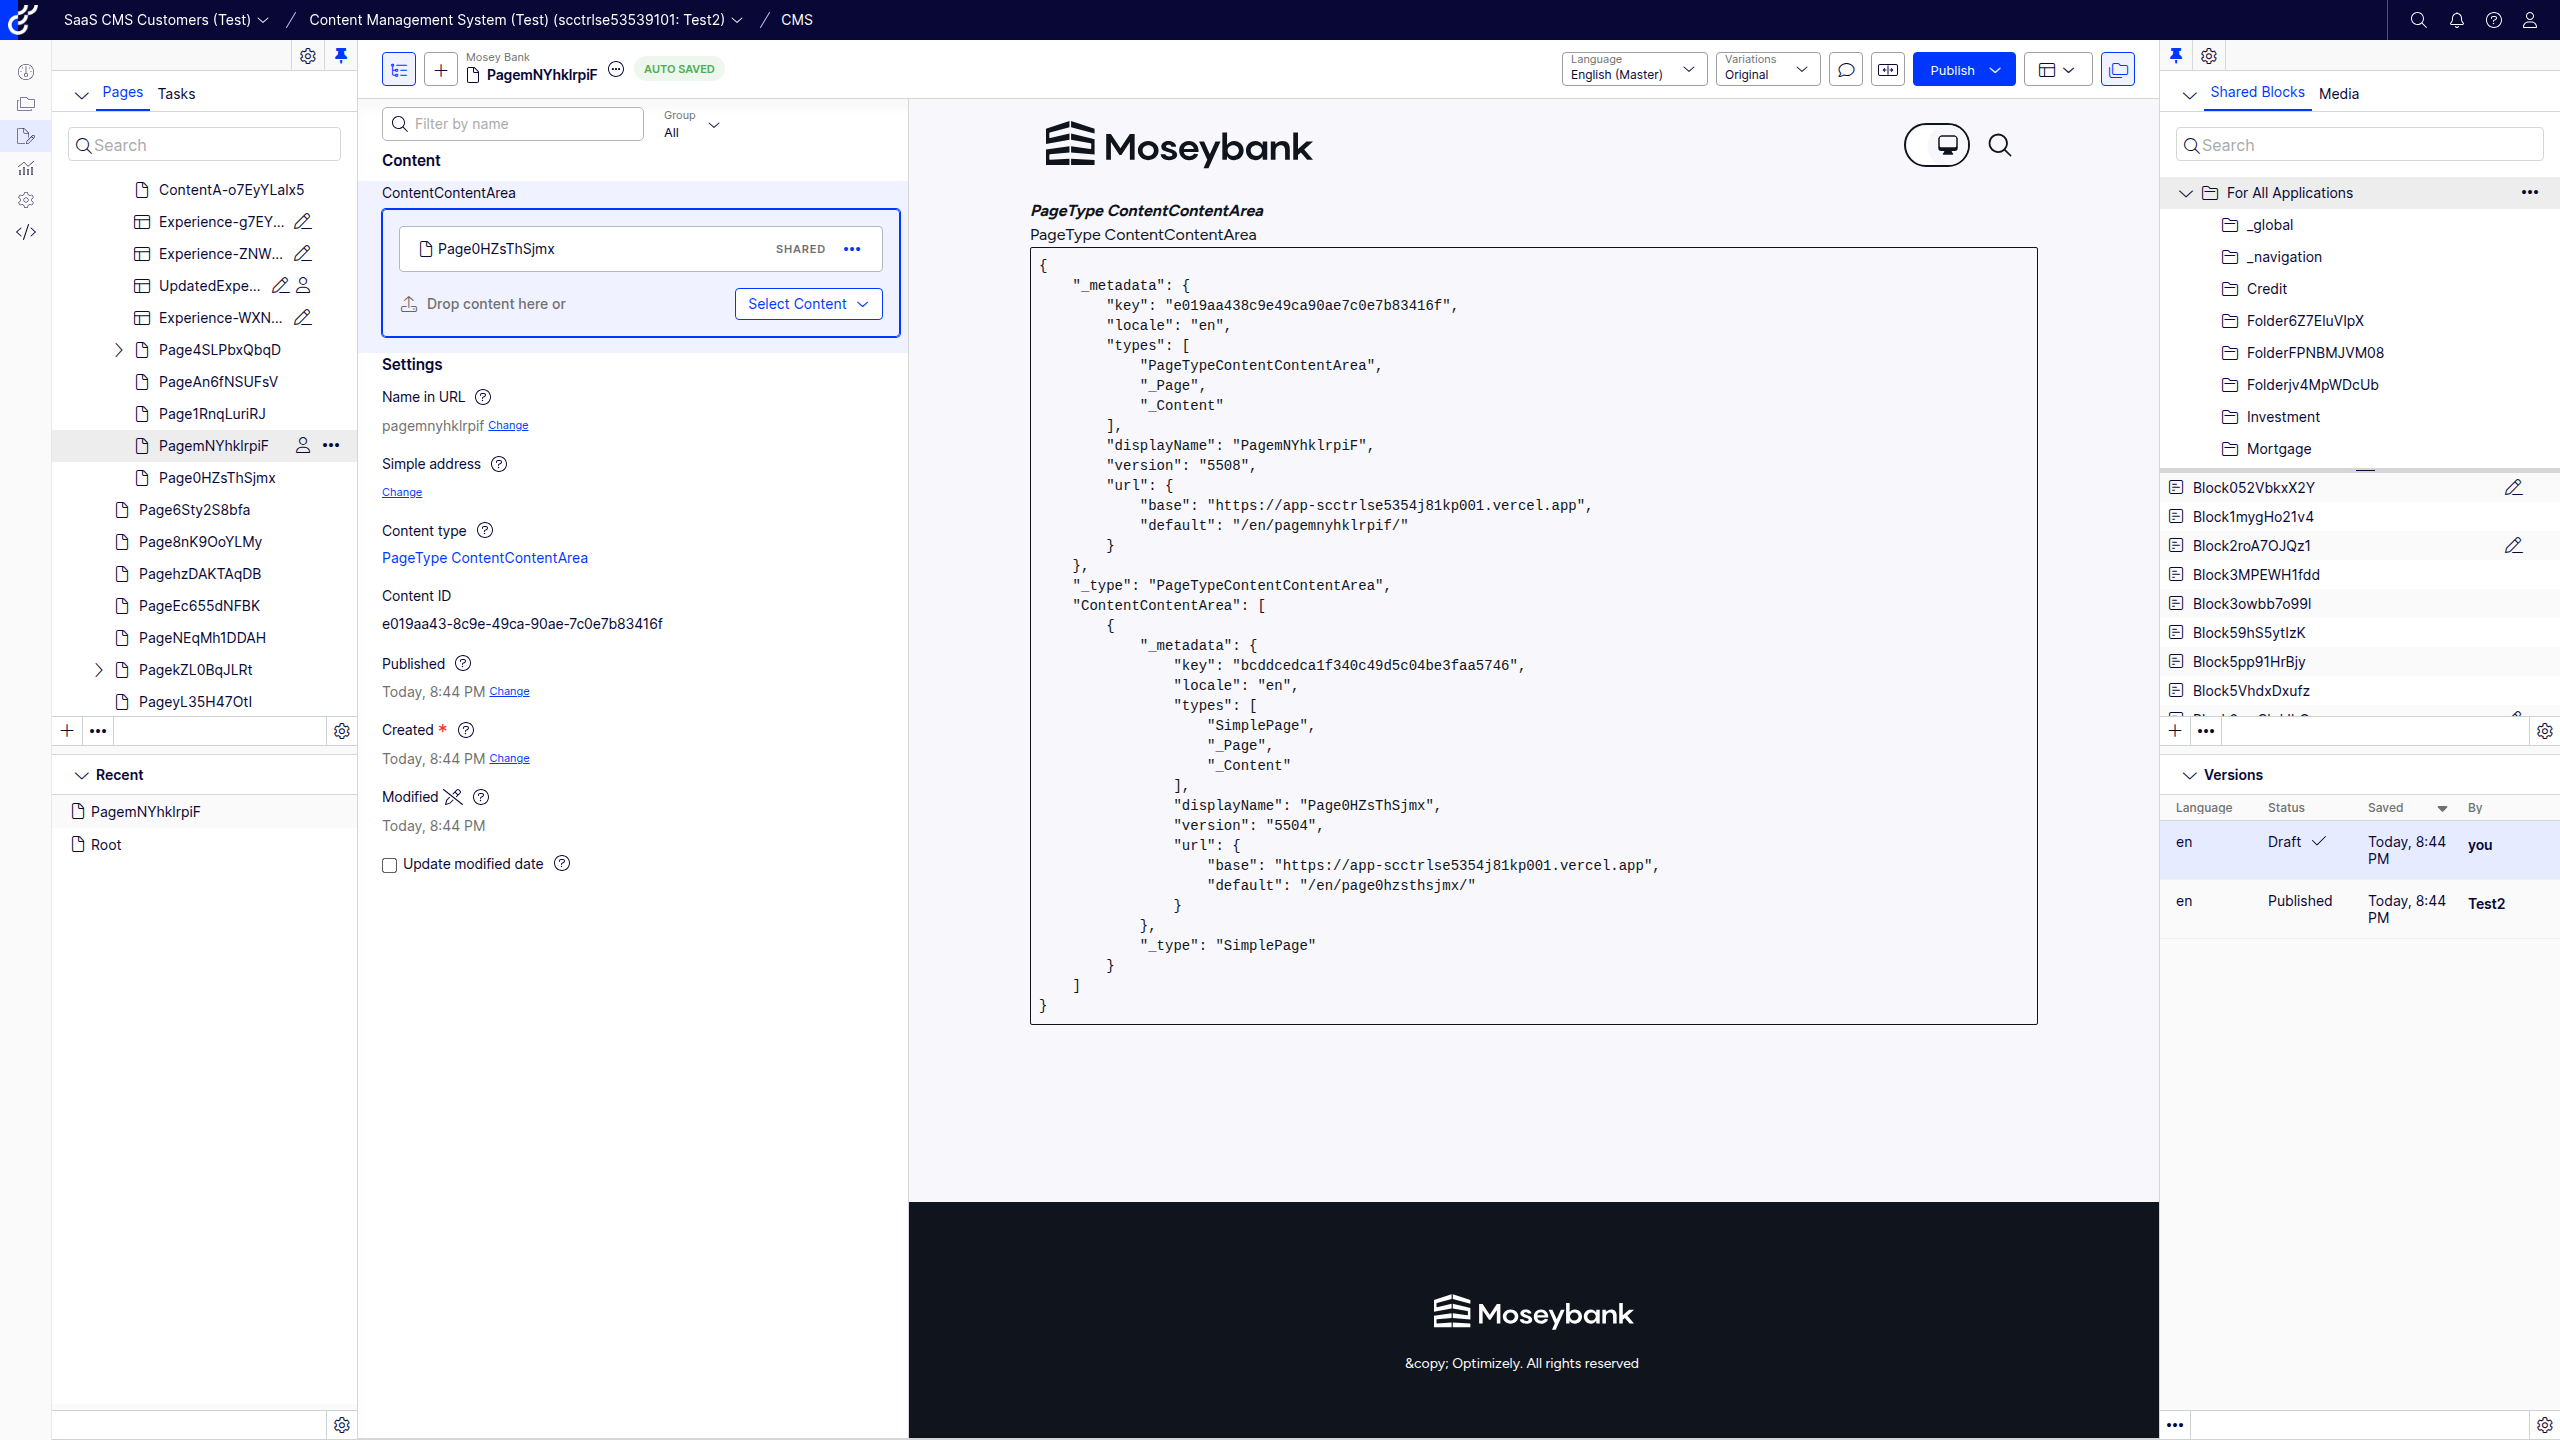 SaaS CMS Customers (Test)
Content Management System (Test) (scctrlse53539101: Test2)
CMS
Pages
Tasks
Search
ContentA-o7EyYLalx5
Experience-g7EY...
Experience-ZNW...
UpdatedExpe...
Experience-WXN...
Page4SLPbxQbqD
PageAn6fNSUFsV
Page1RnqLuriRJ
PagemNYhklrpiF
Page0HZsThSjmx
Page6Sty2S8bfa
Page8nK9OoYLMy
PagehzDAKTAqDB
PageEc655dNFBK
PageNEqMh1DDAH
PagekZL0BqJLRt
PageyL35H47OtI
Recent
PagemNYhklrpiF
Root
Mosey Bank
PagemNYhklrpiF
AUTO SAVED
Language
English (Master)
Variations
Original
Publish
Filter by name
Group
All
Content
ContentContentArea
Page0HZsThSjmx
SHARED
Drop content here or
Select Content
Settings
Name in URL
pagemnyhklrpif Change
Simple address
Change
Content type
PageType ContentContentArea
Content ID
e019aa43-8c9e-49ca-90ae-7c0e7b83416f
Published
Today, 8:44 PM Change
Created *
Today, 8:44 PM Change
Modified
Today, 8:44 PM
Update modified date
Moseybank
PageType ContentContentArea
PageType ContentContentArea
{
"_metadata": {
"key": "e019aa438c9e49ca90ae7c0e7b83416f",
"locale": "en",
"types": [
"PageTypeContentContentArea",
"_Page",
"_Content"
],
"displayName": "PagemNYhklrpiF",
"version": "5508",
"url": {
"base": "https://app-scctrlse5354j81kp001.vercel.app",
"default": "/en/pagemnyhklrpif/"
}
},
"_type": "PageTypeContentContentArea",
"ContentContentArea": [
{
"_metadata": {
"key": "bcddcedca1f340c49d5c04be3faa5746",
"locale": "en",
"types": [
"SimplePage",
"_Page",
"_Content"
],
"displayName": "Page0HZsThSjmx",
"version": "5504",
"url": {
"base": "https://app-scctrlse5354j81kp001.vercel.app",
"default": "/en/page0hzsthsjmx/"
}
},
"_type": "SimplePage"
}
]
}
Moseybank
&copy; Optimizely. All rights reserved
Shared Blocks
Media
Search
For All Applications
_global
_navigation
Credit
Folder6Z7EIuVlpX
FolderFPNBMJVM08
Folderjv4MpWDcUb
Investment
Mortgage
Block052VbkxX2Y
Block1mygHo21v4
Block2roA7OJQz1
Block3MPEWH1fdd
Block3owbb7o99l
Block59hS5ytIzK
Block5pp91HrBjy
Block5VhdxDxufz
Versions
Language Status Saved By
en Draft Today, 8:44 PM you
en Published Today, 8:44 PM Test2